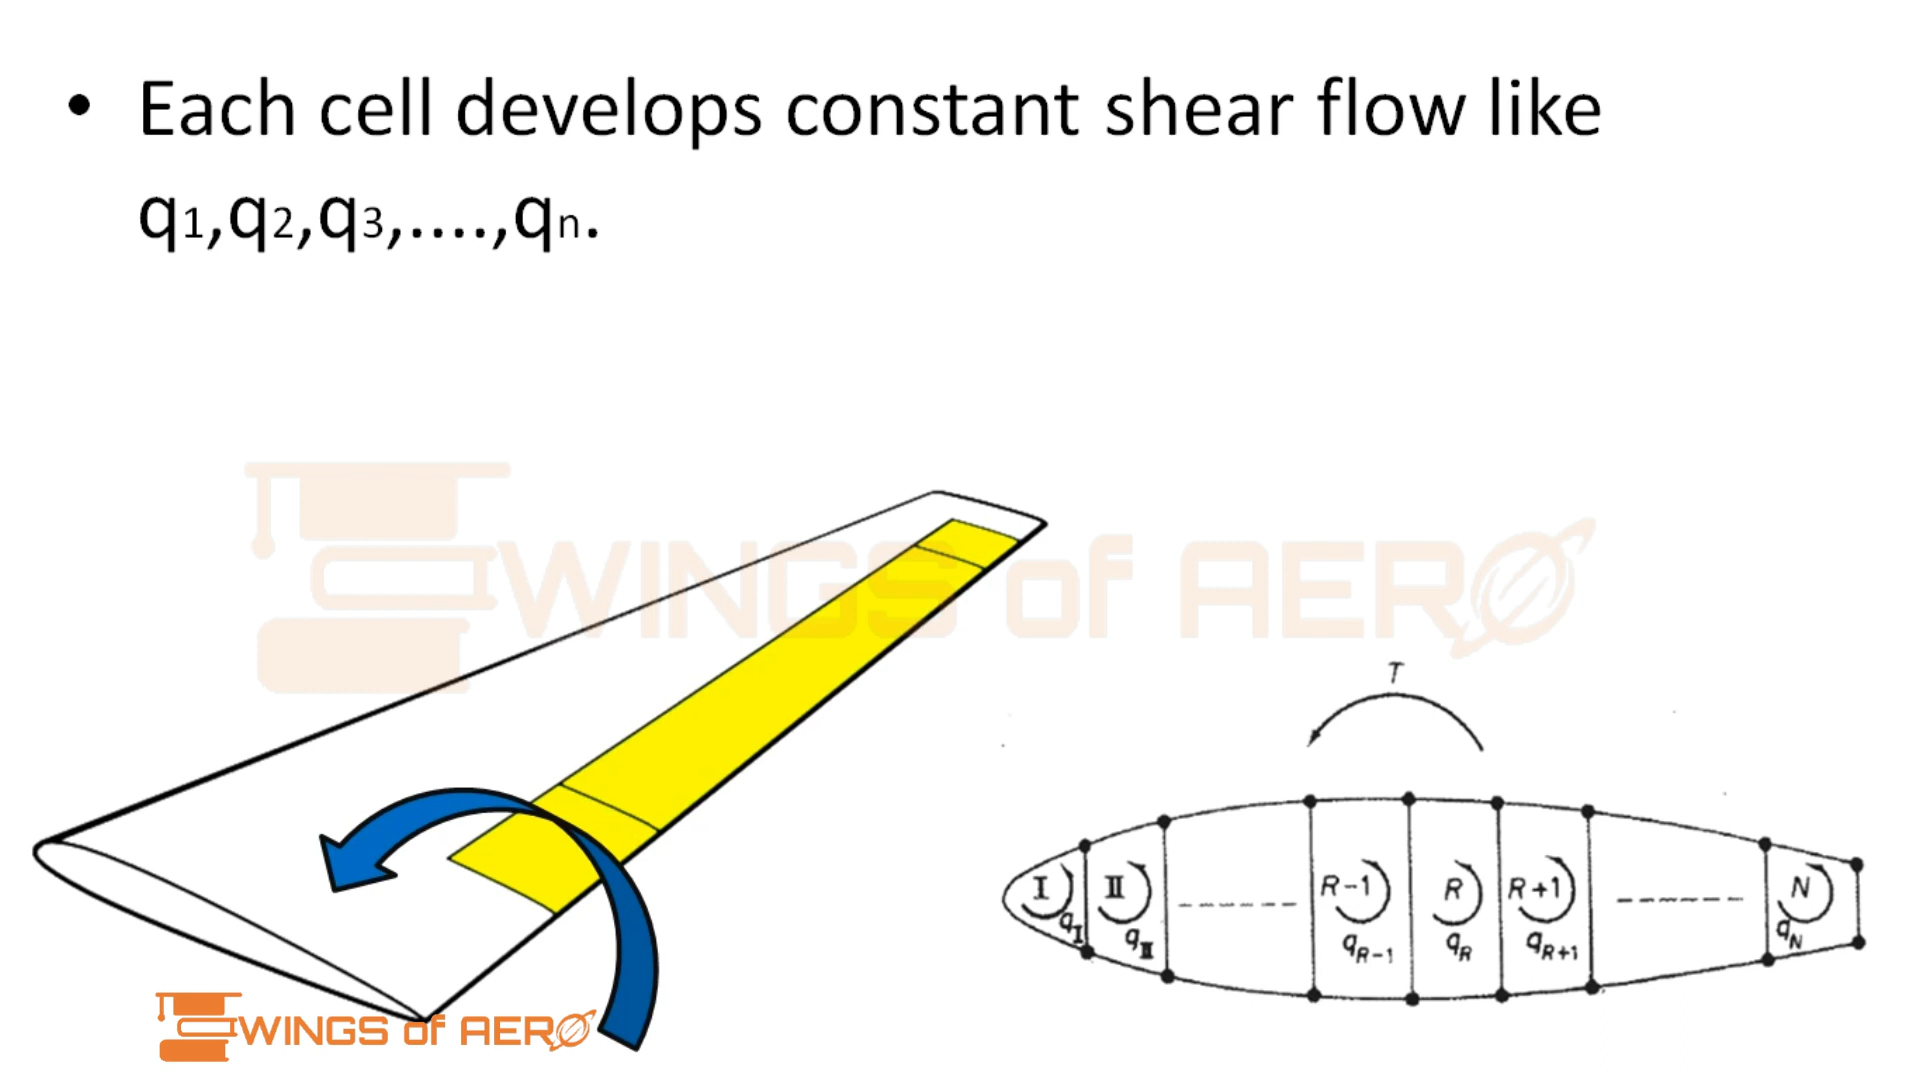 • Each cell develops constant shear flow like
q1,q2,q3,....,qn.
WINGS of AERO
T
I II R-1 R R+1 N
qI qII qR-1 qR qR+1 qN
WINGS of AERO